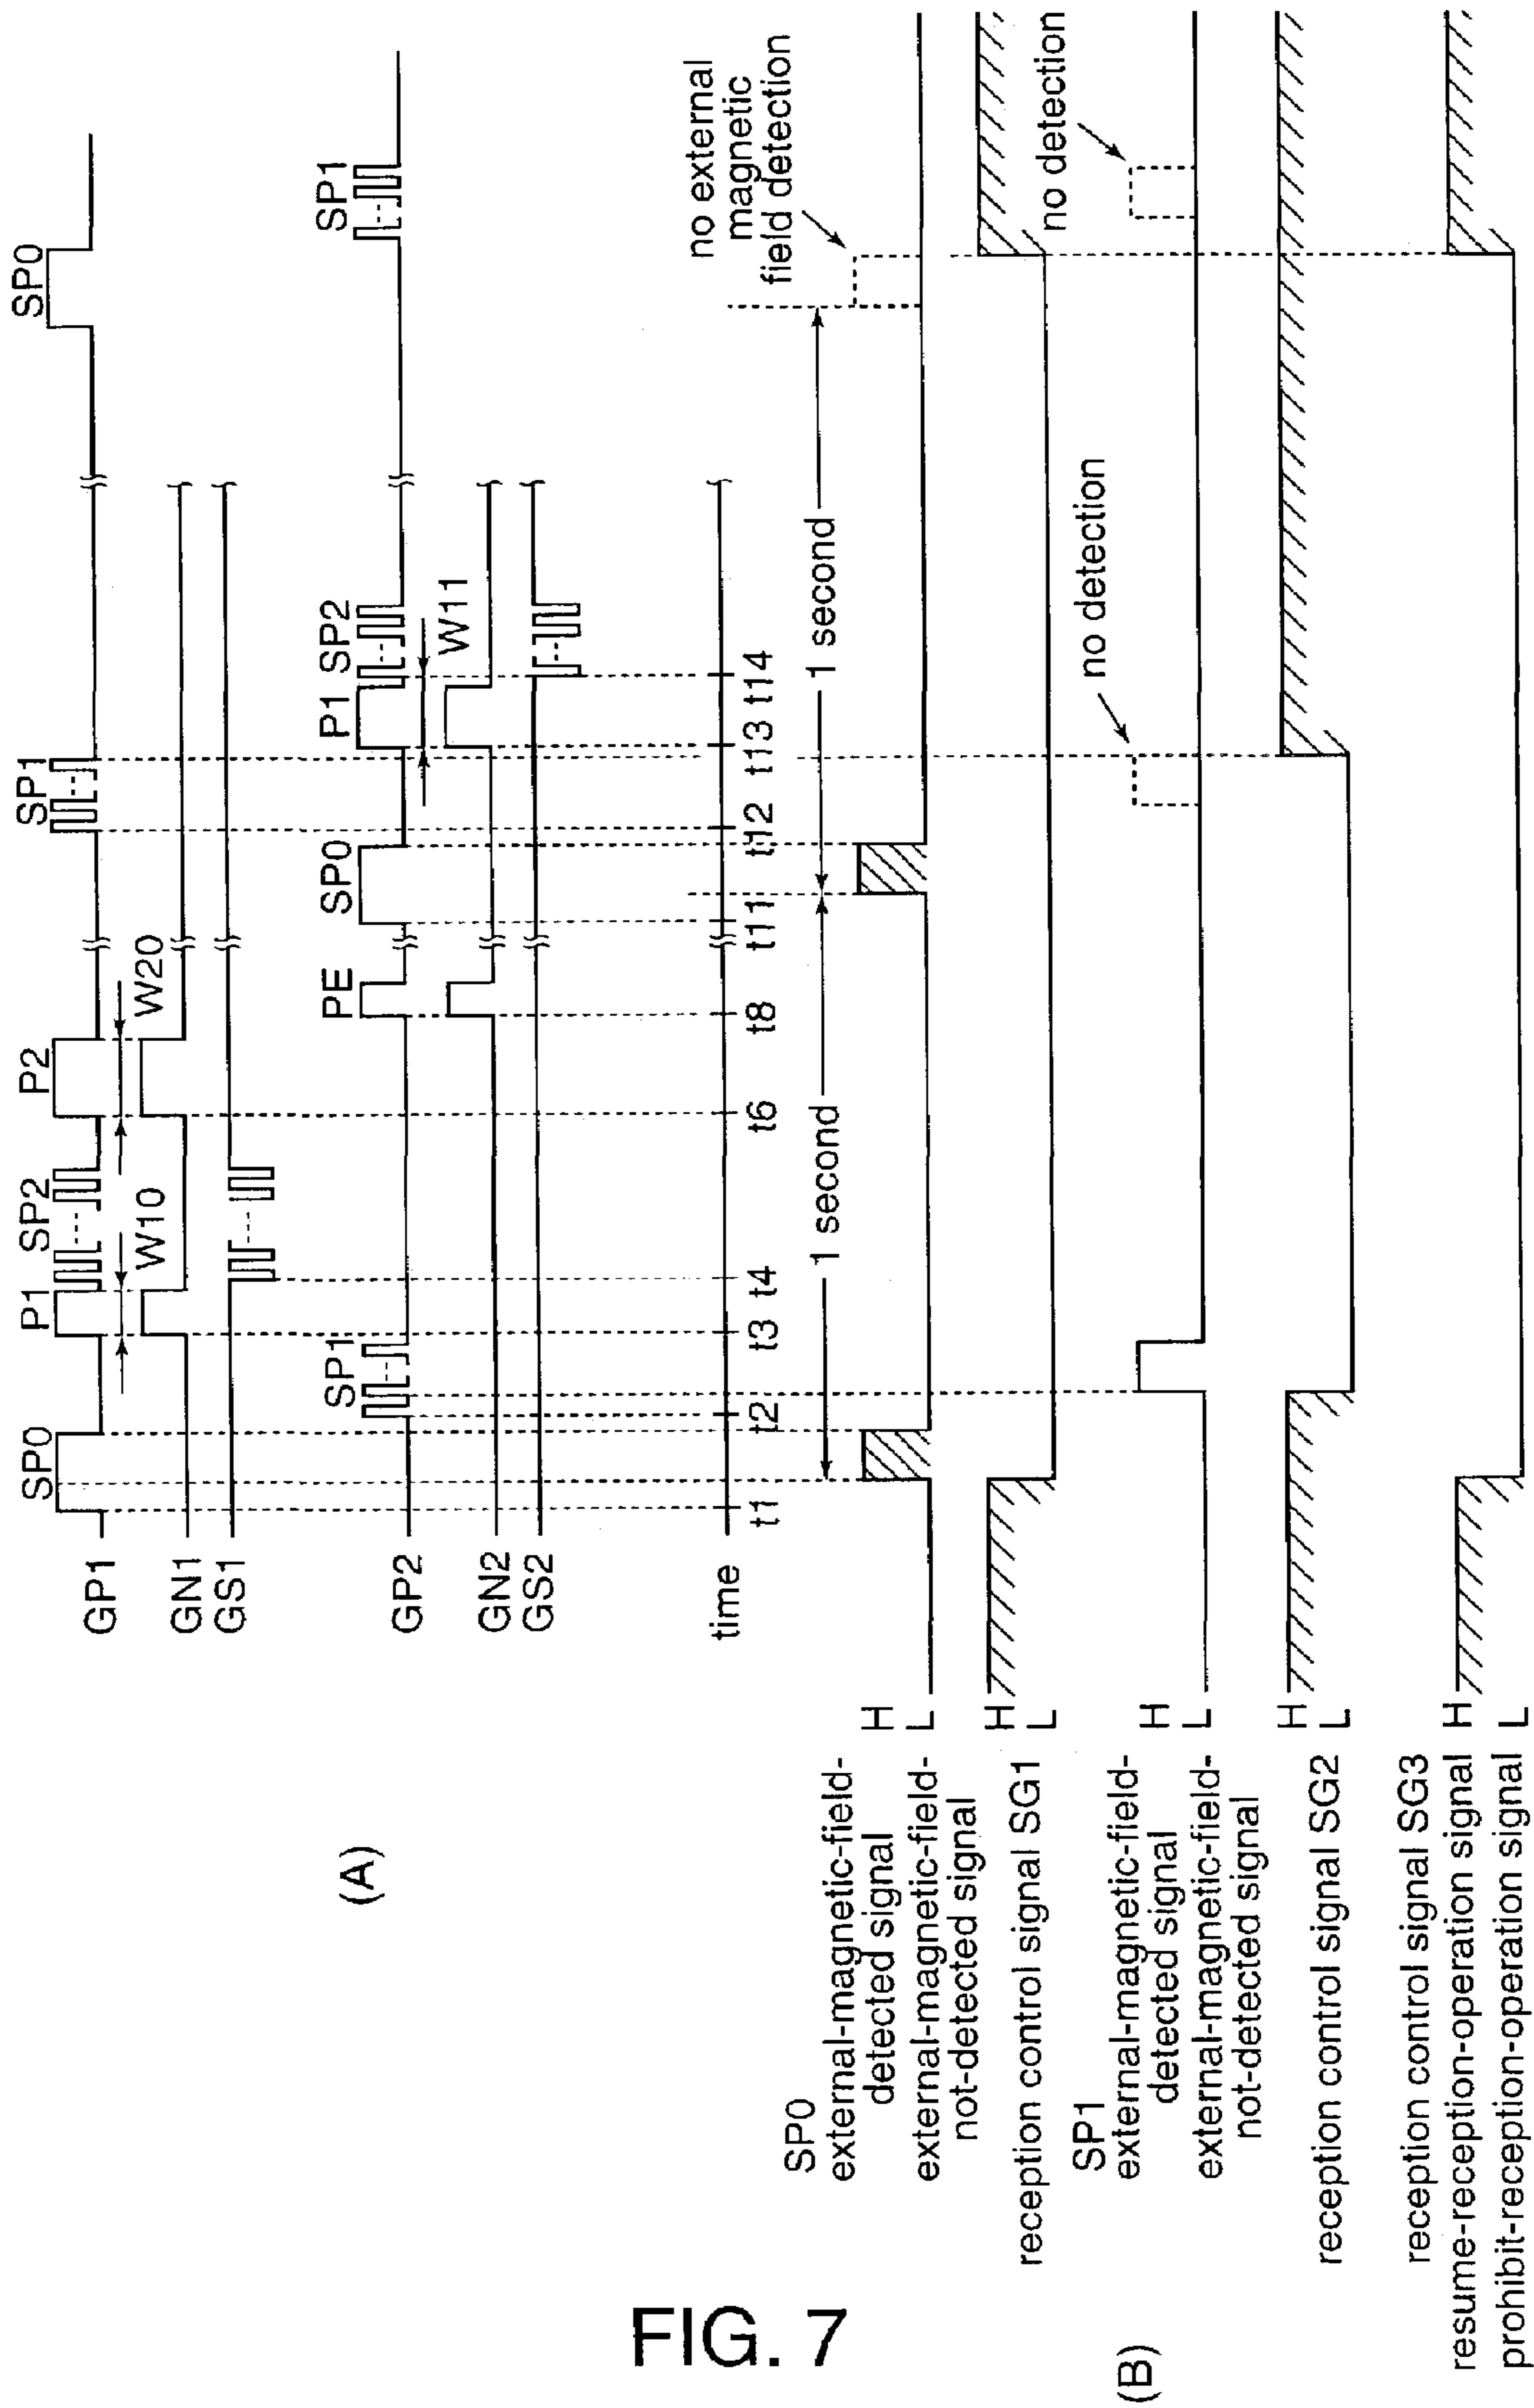 (A)
GP1
SP0
P1
SP2
P2
SP1
SP0
W10
W20
GN1
GS1
GP2
SP1
PE
SP0
P1
SP2
SP1
W11
GN2
GS2
time
t1
t2
t3
t4
t6
t8
t11
t12
t13
t14
(B)
SP0
external-magnetic-field-
detected signal
H
external-magnetic-field-
not-detected signal
L
1 second
1 second
no external
magnetic
field detection
reception control signal SG1
H
L
SP1
external-magnetic-field-
detected signal
H
external-magnetic-field-
not-detected signal
L
no detection
no detection
reception control signal SG2
H
L
reception control signal SG3
resume-reception-operation signal
H
prohibit-reception-operation signal
L
FIG. 7